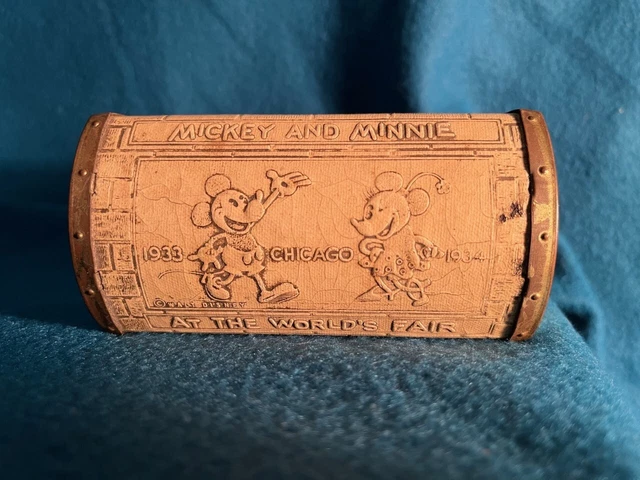 MICKEY AND MINNIE
1933 CHICAGO 1934
© WALT DISNEY
AT THE WORLD'S FAIR